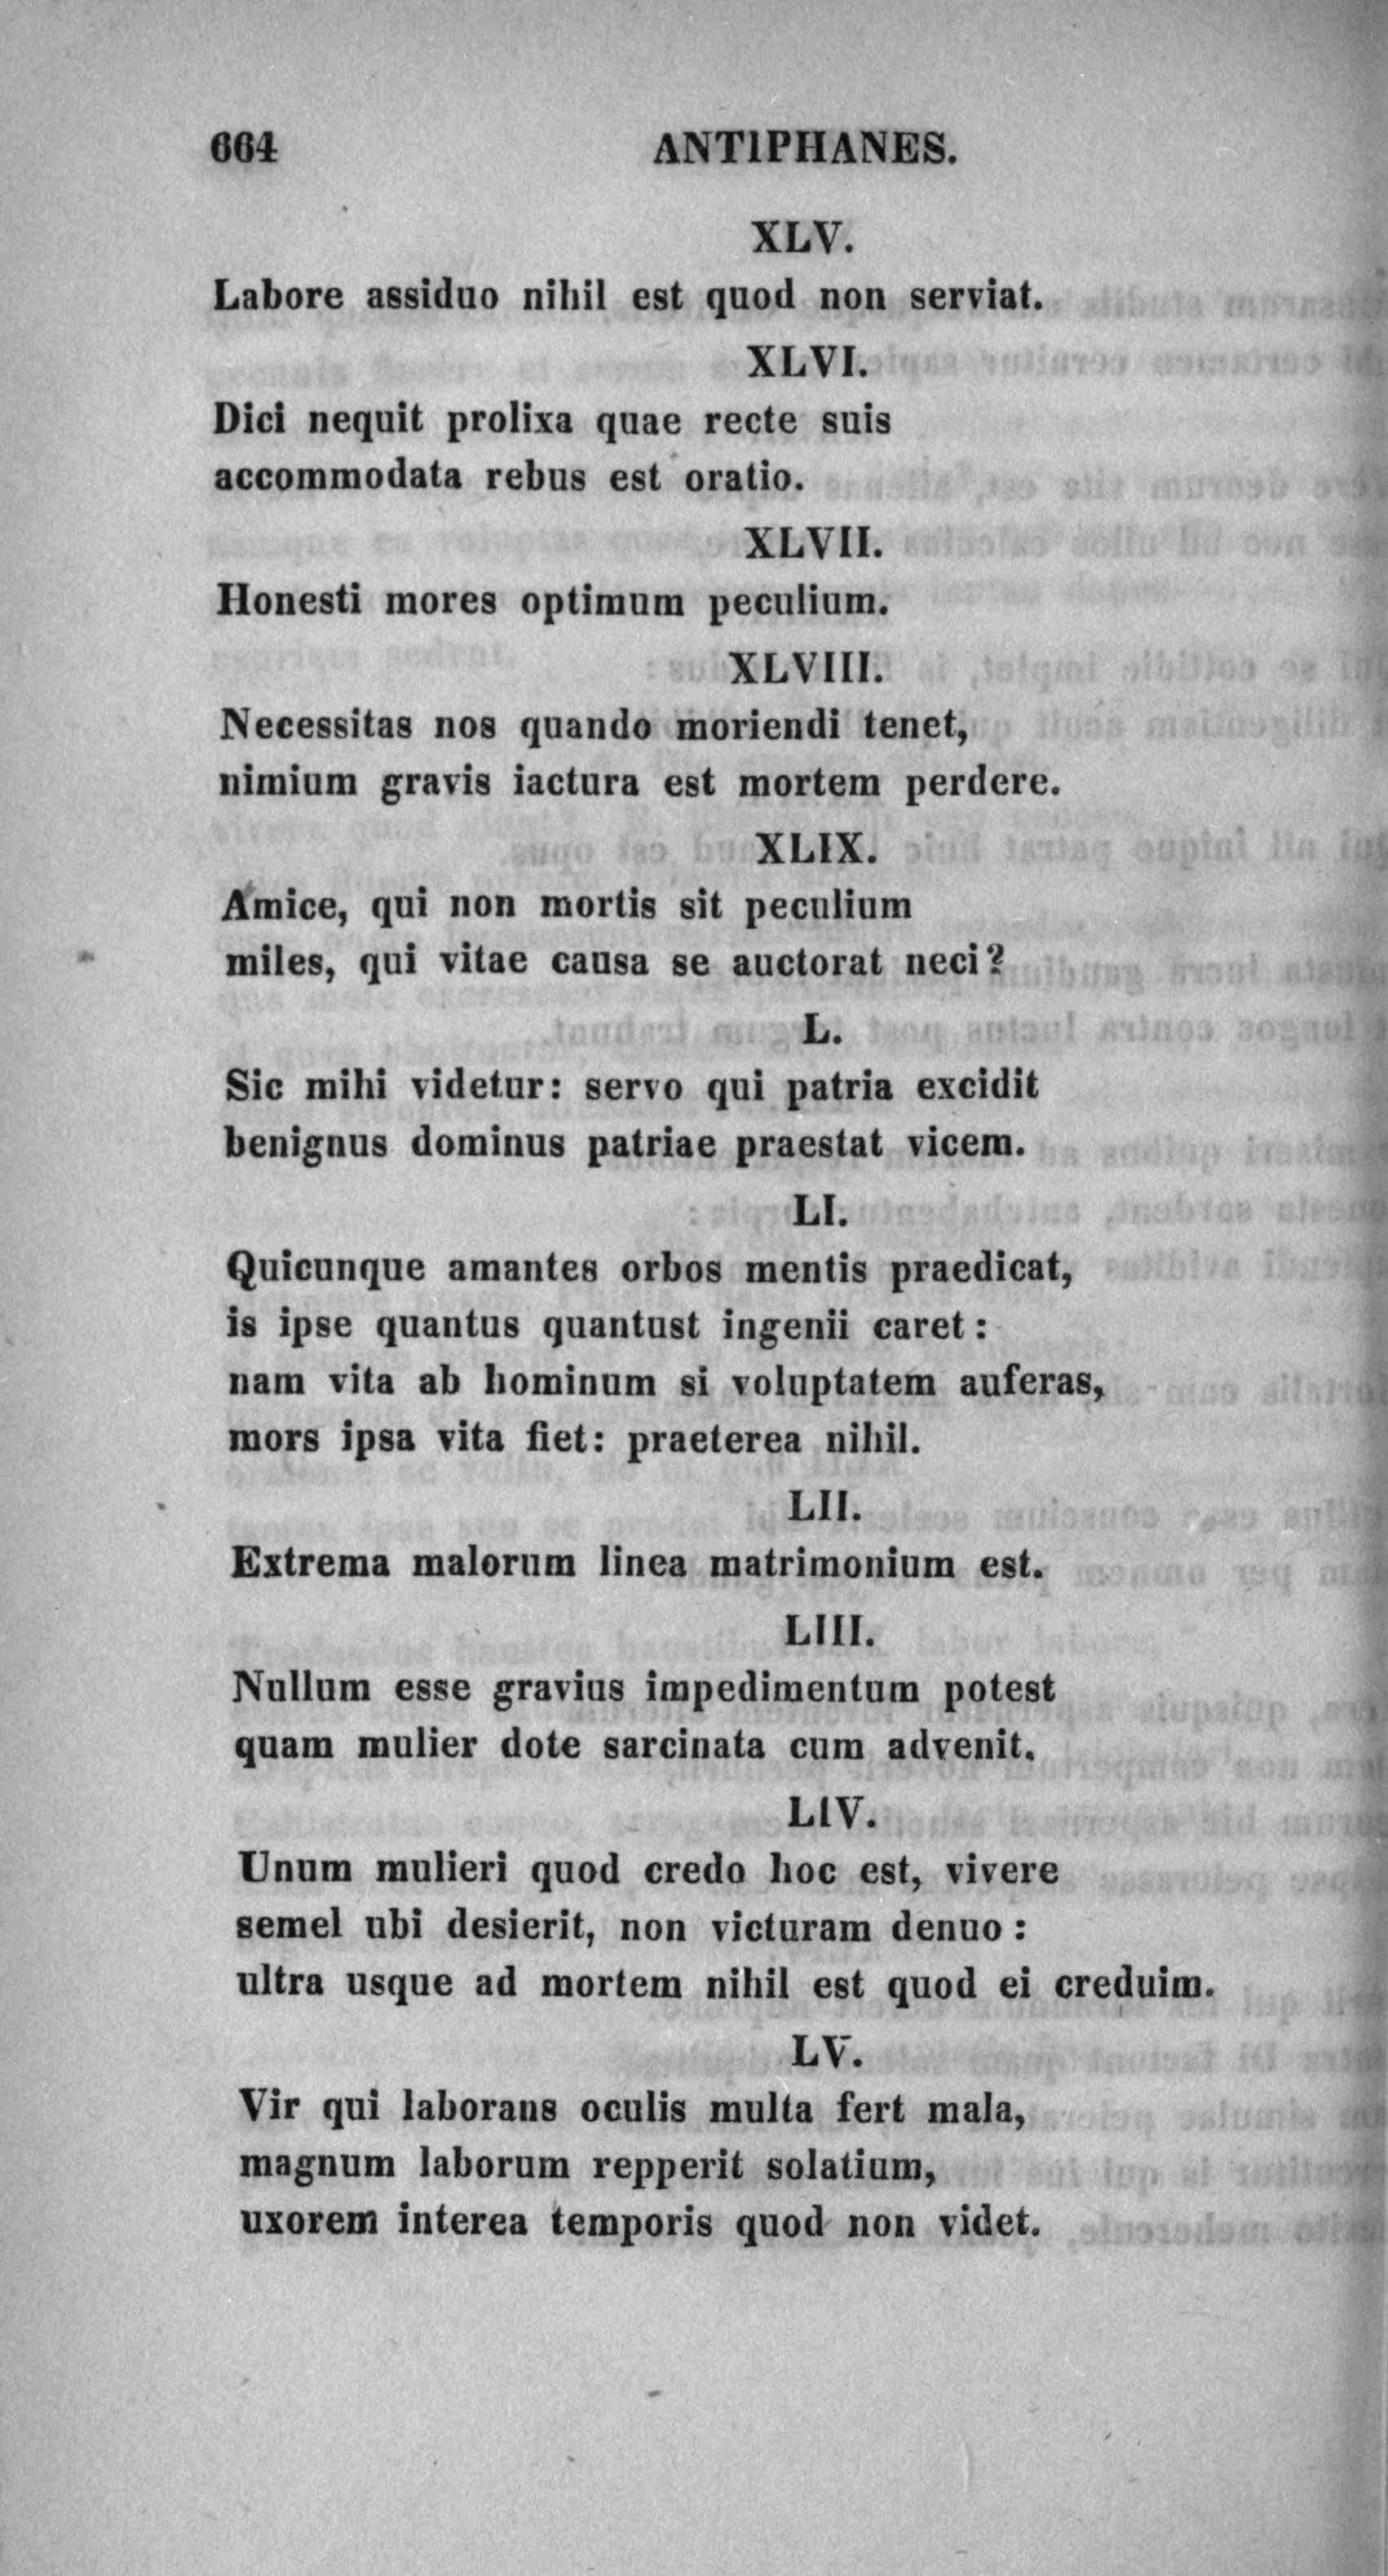 664 ANTIPHANES.
XLV.
Labore assiduo nihil est quod non serviat.
XLVI.
Dici nequit prolixa quae recte suis
accommodata rebus est oratio.
XLVII.
Honesti mores optimum peculium.
XLVIII.
Necessitas nos quando moriendi tenet,
nimium gravis iactura est mortem perdere.
XLIX.
Amice, qui non mortis sit peculium
miles, qui vitae causa se auctorat neci?
L.
Sic mihi videtur: servo qui patria excidit
benignus dominus patriae praestat vicem.
LI.
Quicunque amantes orbos mentis praedicat,
is ipse quantus quantust ingenii caret:
nam vita ab hominum si voluptatem auferas,
mors ipsa vita fiet: praeterea nihil.
LII.
Extrema malorum linea matrimonium est.
LIII.
Nullum esse gravius impedimentum potest
quam mulier dote sarcinata cum advenit.
LIV.
Unum mulieri quod credo hoc est, vivere
semel ubi desierit, non victuram denuo:
ultra usque ad mortem nihil est quod ei creduim.
LV.
Vir qui laborans oculis multa fert mala,
magnum laborum repperit solatium,
uxorem interea temporis quod non videt.